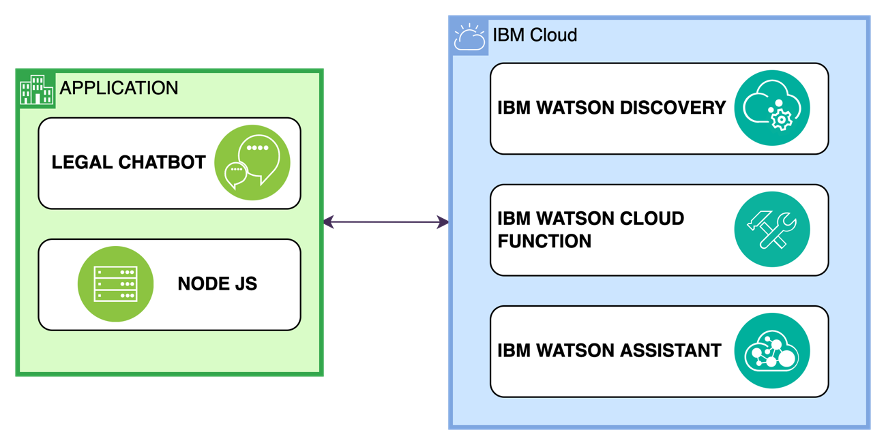 APPLICATION
LEGAL CHATBOT
NODE JS
IBM Cloud
IBM WATSON DISCOVERY
IBM WATSON CLOUD
FUNCTION
IBM WATSON ASSISTANT